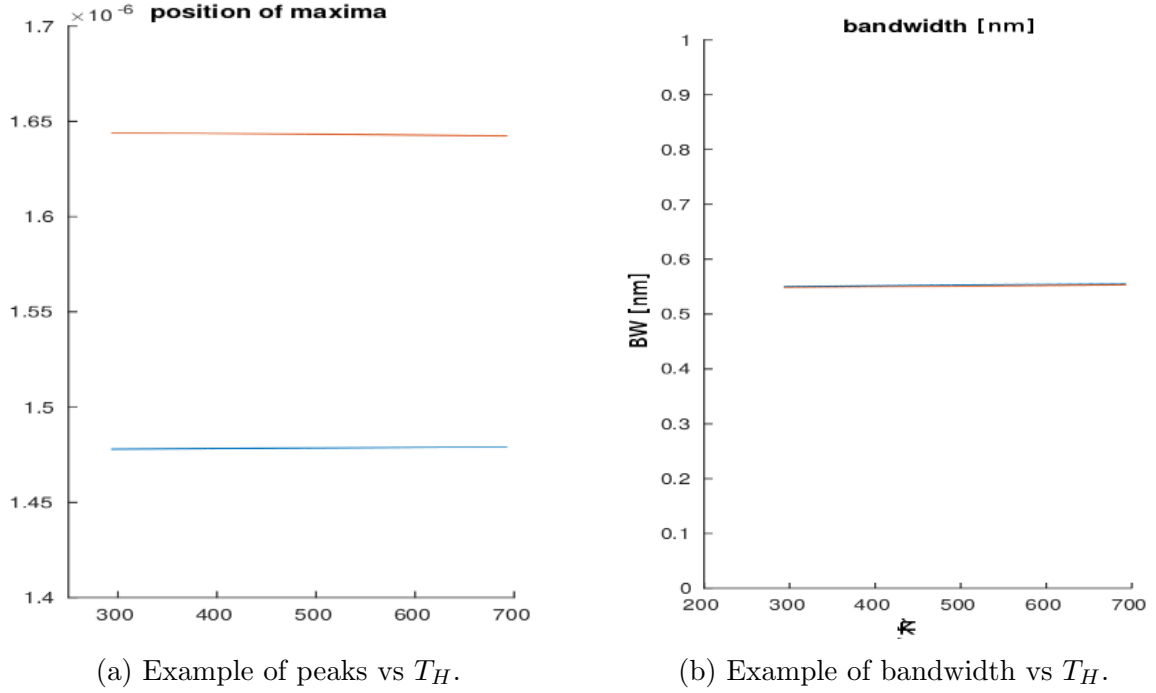 ×10⁻⁶ position of maxima
1.7
1.65
1.6
1.55
1.5
1.45
1.4
300 400 500 600 700
(a) Example of peaks vs T_H.
bandwidth [nm]
1
0.9
0.8
0.7
0.6
0.5
0.4
0.3
0.2
0.1
0
BW [nm]
200 300 400 500 600 700
(b) Example of bandwidth vs T_H.